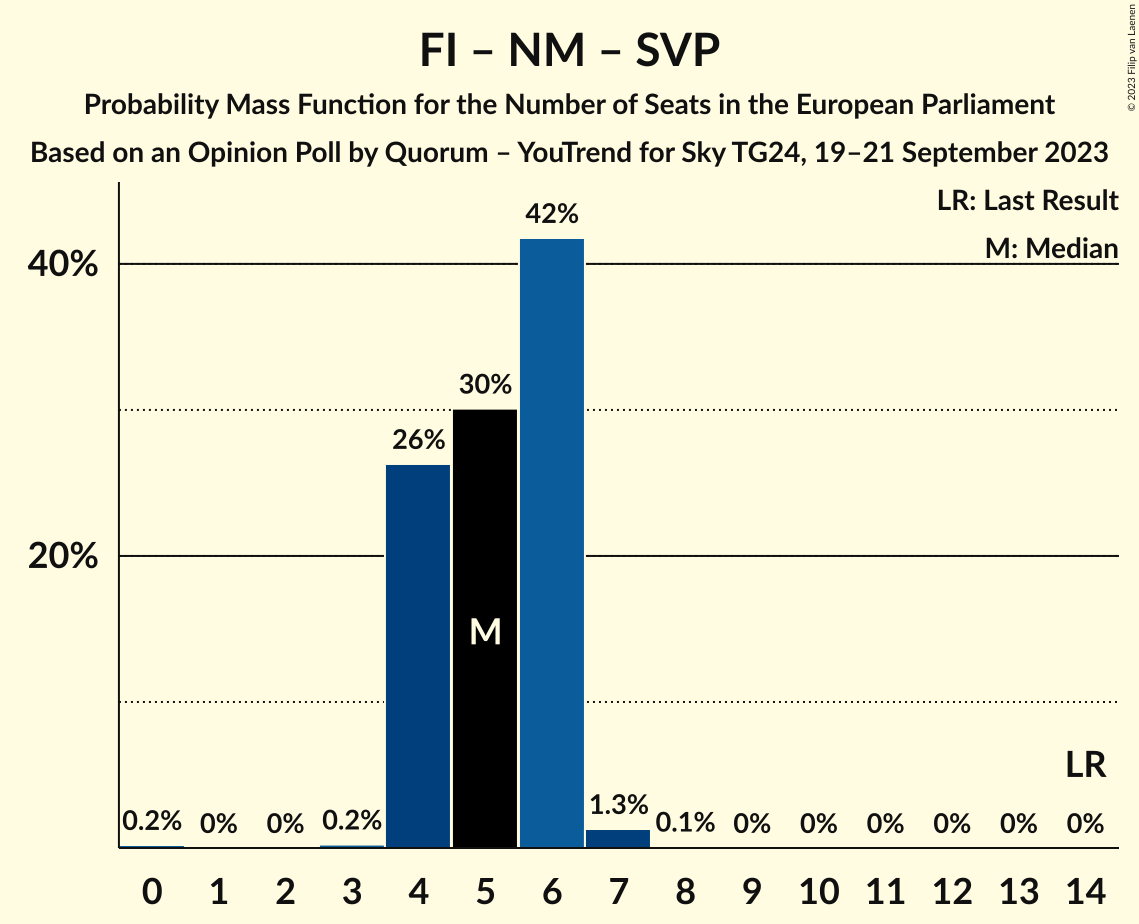 FI – NM – SVP
Probability Mass Function for the Number of Seats in the European Parliament
Based on an Opinion Poll by Quorum – YouTrend for Sky TG24, 19–21 September 2023
© 2023 Filip van Laenen
LR: Last Result
M: Median
42%
40%
30%
26%
20%
M
LR
0.2% 0% 0% 0.2% 1.3% 0.1% 0% 0% 0% 0% 0% 0%
0 1 2 3 4 5 6 7 8 9 10 11 12 13 14